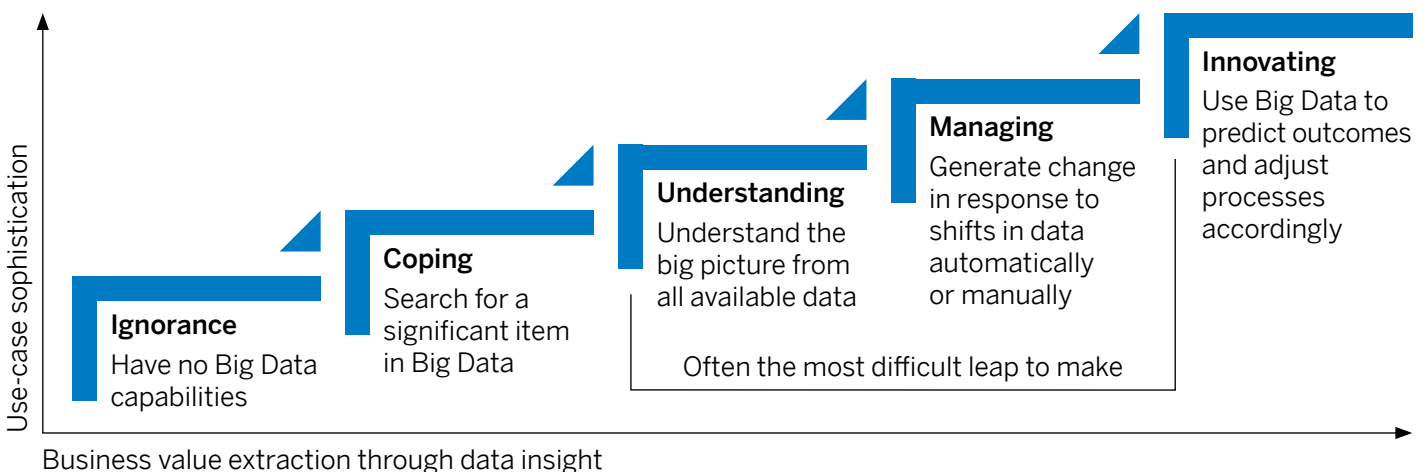 Use-case sophistication
Ignorance
Have no Big Data
capabilities
Coping
Search for a
significant item
in Big Data
Understanding
Understand the
big picture from
all available data
Managing
Generate change
in response to
shifts in data
automatically
or manually
Innovating
Use Big Data to
predict outcomes
and adjust
processes
accordingly
Often the most difficult leap to make
Business value extraction through data insight